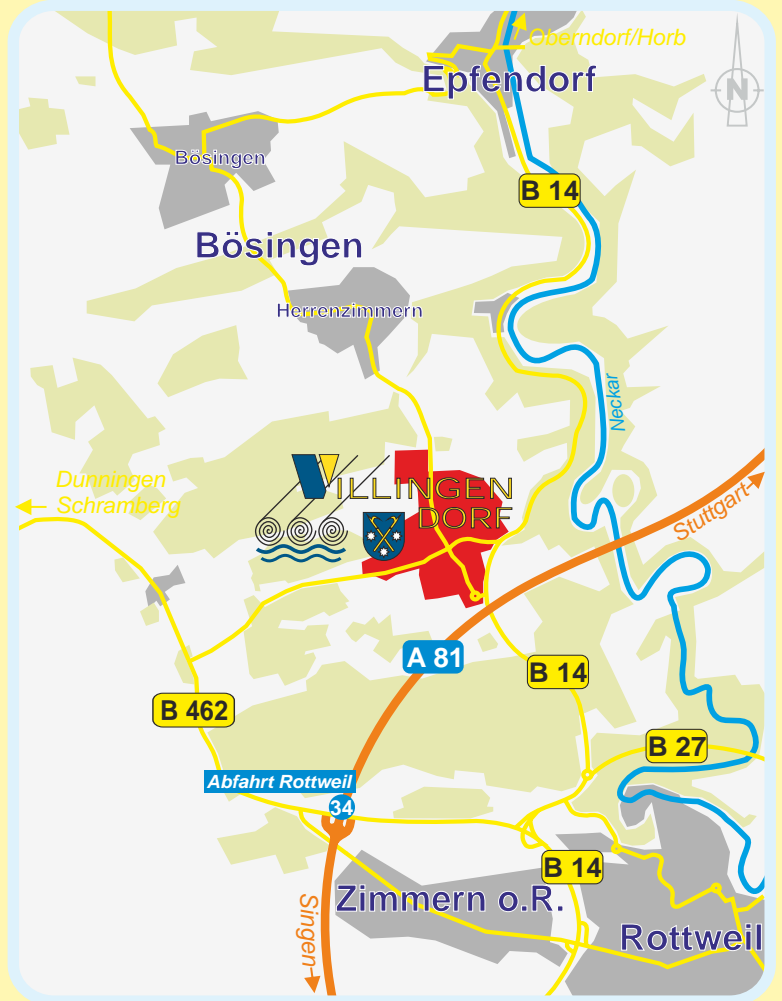 Oberndorf/Horb
Epfendorf
N
Bösingen
B 14
Bösingen
Herrenzimmern
Neckar
Dunningen
Schramberg
VILLINGEN
DORF
Stuttgart
A 81
B 14
B 462
B 27
Abfahrt Rottweil
34
B 14
Zimmern o.R.
Singen
Rottweil